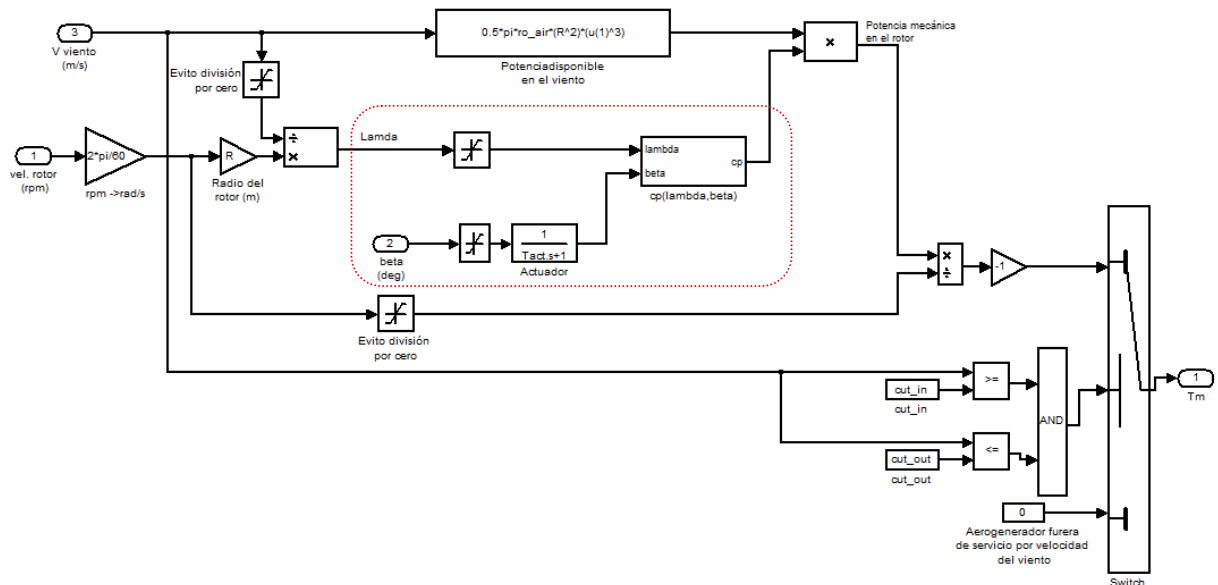 3
V viento
(m/s)
0.5*pi*ro_air*(R^2)*(u(1)^3)
Potenciadisponible
en el viento
×
Potencia mecánica
en el rotor
Evito división
por cero
1
vel. rotor
(rpm)
2*pi/60
rpm ->rad/s
R
Radio del
rotor (m)
÷
×
Lamda
lambda
beta
cp
cp(lambda,beta)
2
beta
(deg)
1
Tact.s+1
Actuador
×
÷
-1
Evito división
por cero
cut_in
cut_in
>=
cut_out
cut_out
<=
AND
1
Tm
0
Aerogenerador furera
de servicio por velocidad
del viento
Switch